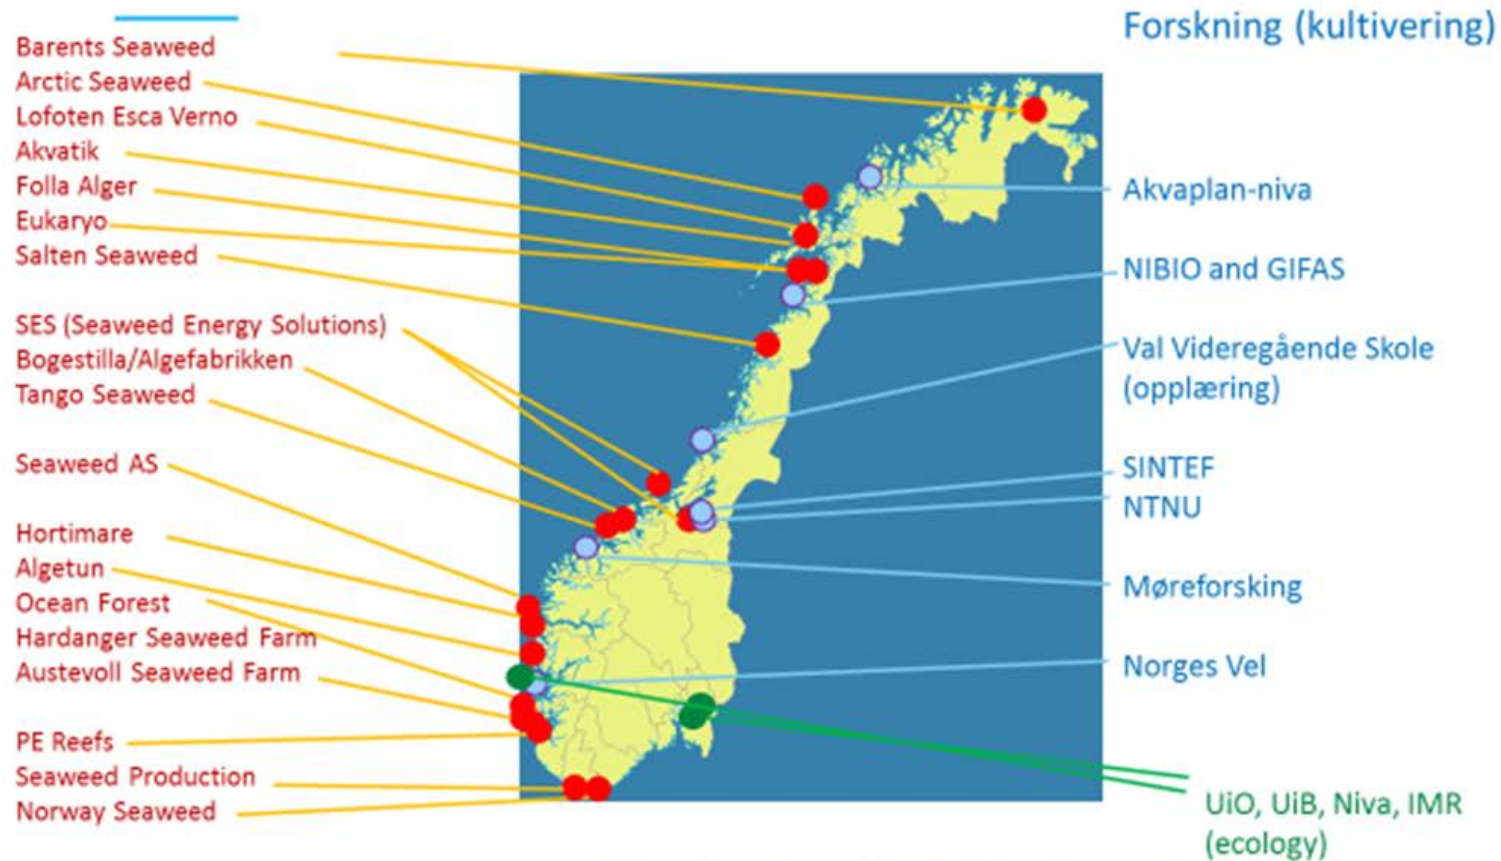 Barents Seaweed
Arctic Seaweed
Lofoten Esca Verno
Akvatik
Folla Alger
Eukaryo
Salten Seaweed
SES (Seaweed Energy Solutions)
Bogestilla/Algefabrikken
Tango Seaweed
Seaweed AS
Hortimare
Algetun
Ocean Forest
Hardanger Seaweed Farm
Austevoll Seaweed Farm
PE Reefs
Seaweed Production
Norway Seaweed
Forskning (kultivering)
Akvaplan-niva
NIBIO and GIFAS
Val Videregående Skole
(opplæring)
SINTEF
NTNU
Møreforsking
Norges Vel
UiO, UiB, Niva, IMR
(ecology)